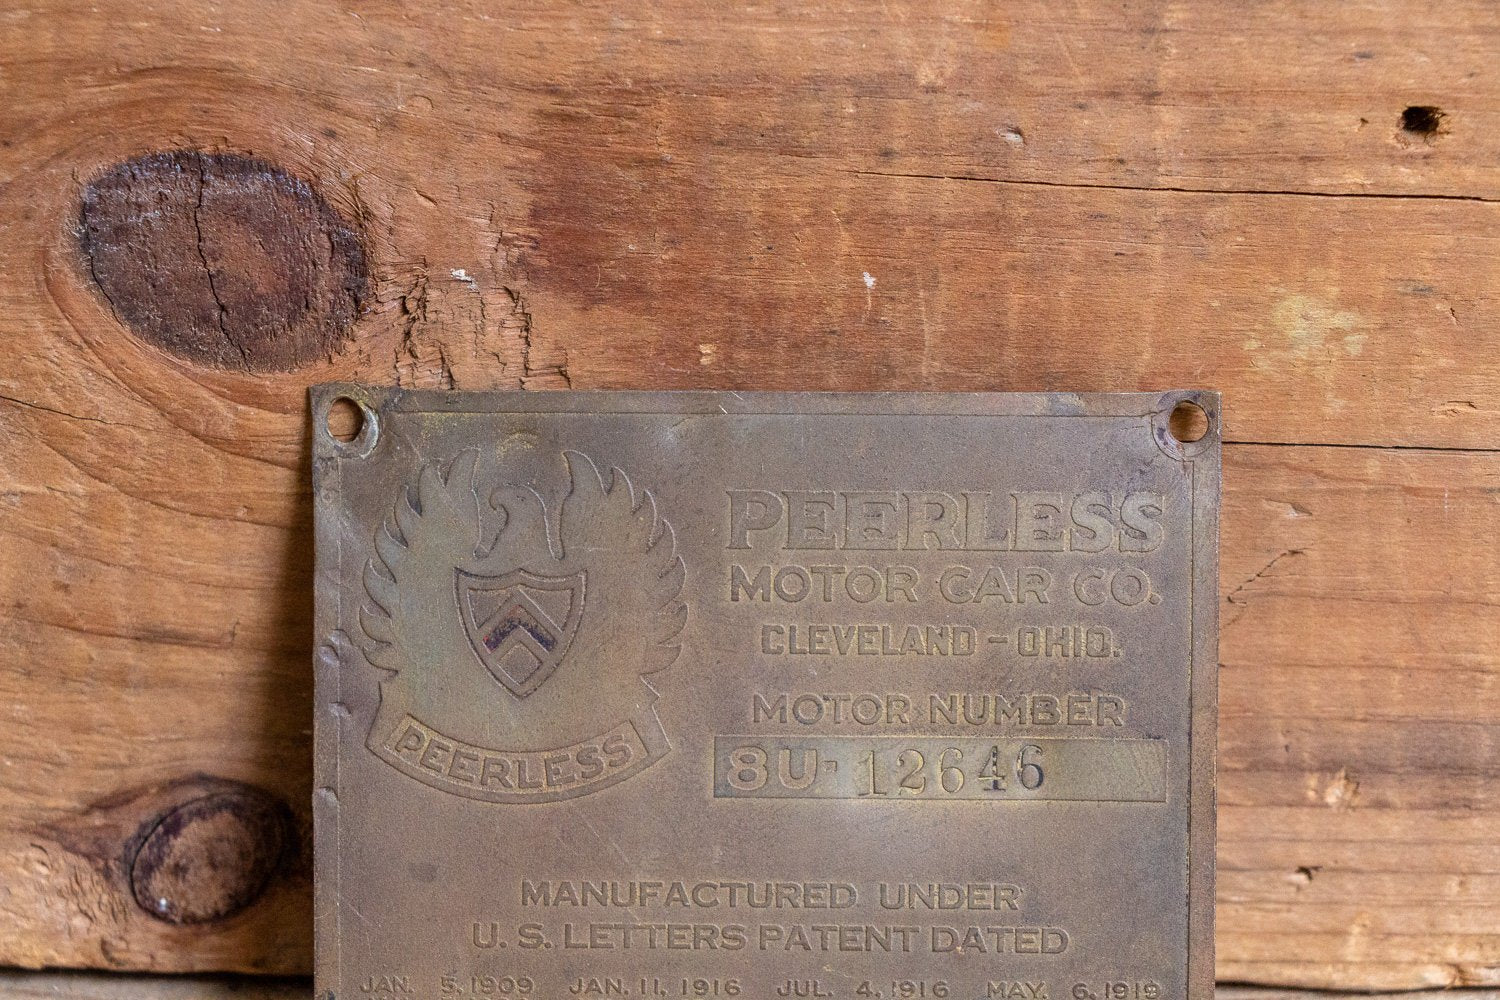 PEERLESS
MOTOR CAR CO.
CLEVELAND - OHIO.
MOTOR NUMBER
8U- 12646
PEERLESS
MANUFACTURED UNDER
U. S. LETTERS PATENT DATED
JAN. 5, 1909 JAN. 11, 1916 JUL. 4, 1916 MAY. 6, 1919